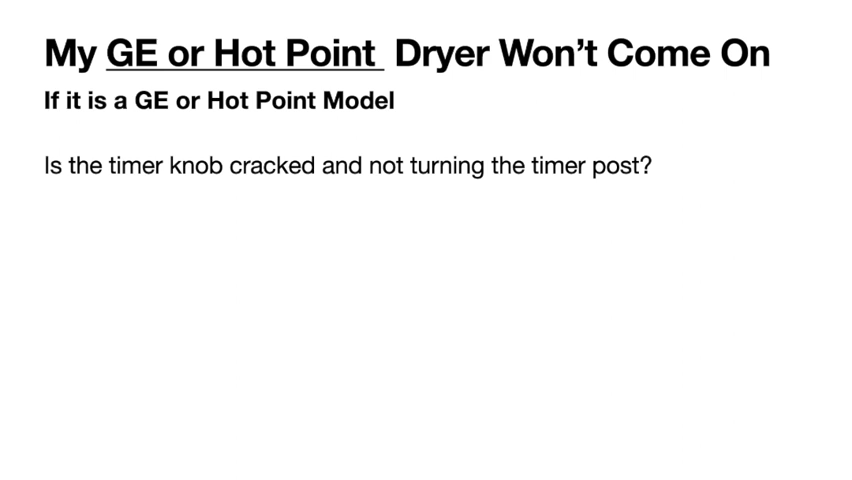 My GE or Hot Point Dryer Won’t Come On
If it is a GE or Hot Point Model
Is the timer knob cracked and not turning the timer post?